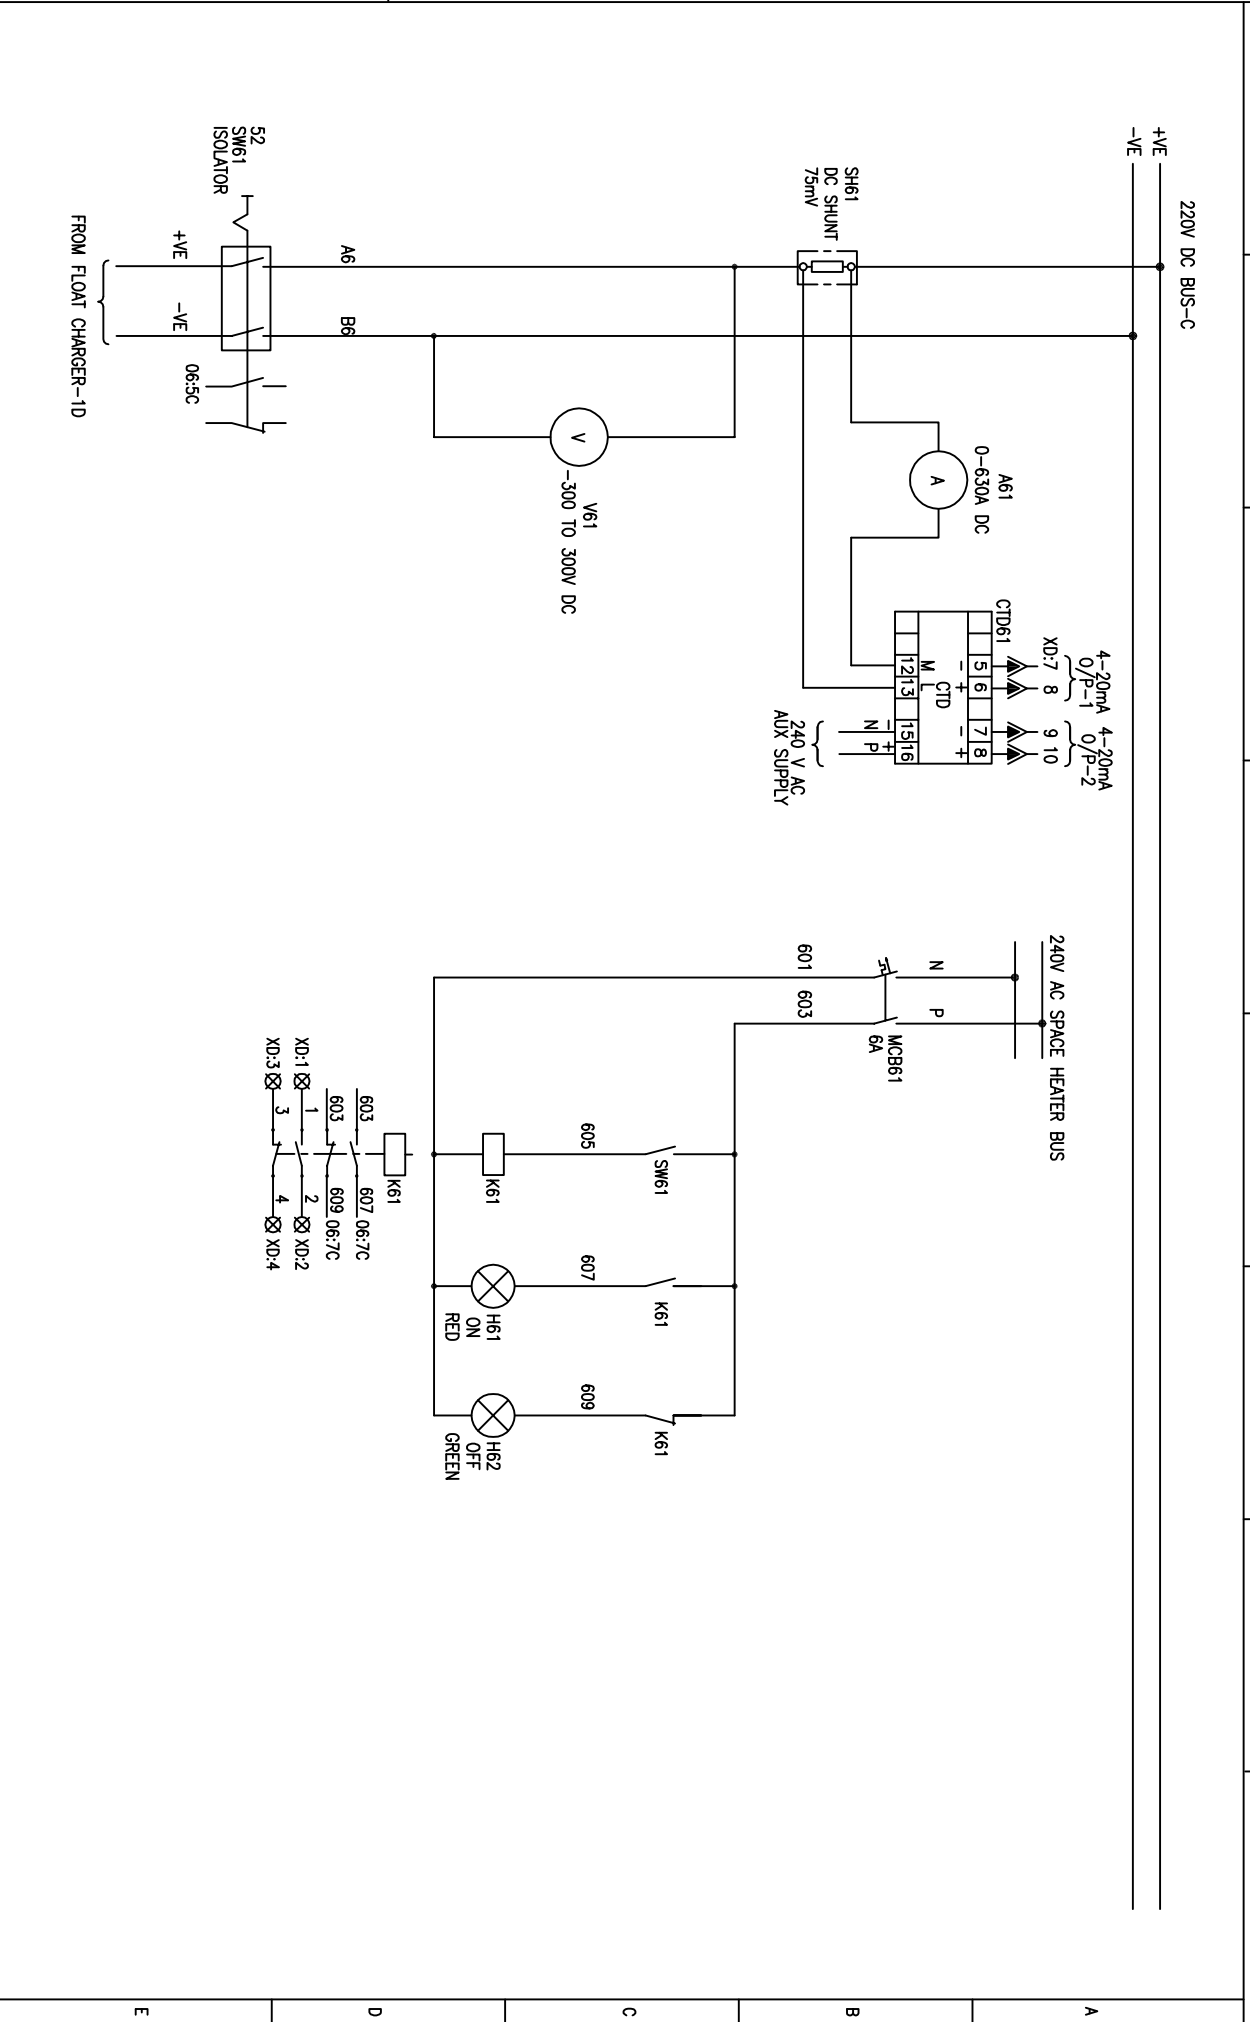 220V DC BUS-C
+VE
-VE
4-20mA
O/P-1
4-20mA
O/P-2
XD:7
8
9
10
CTD61
5
6
7
8
-
+
-
+
CTD
M
L
12
13
15
16
-
+
N
P
240 V AC
AUX SUPPLY
A61
0-630A DC
A
SH61
DC SHUNT
75mV
V
V61
-300 TO 300V DC
A6
B6
52
SW61
ISOLATOR
06:5C
+VE
-VE
FROM FLOAT CHARGER-1D
240V AC SPACE HEATER BUS
N
P
MCB61
6A
601
603
SW61
K61
K61
605
607
609
K61
H61
ON
RED
H62
OFF
GREEN
K61
603
607
06:7C
603
609
06:7C
XD:1
1
2
XD:2
XD:3
3
4
XD:4
A
B
C
D
E